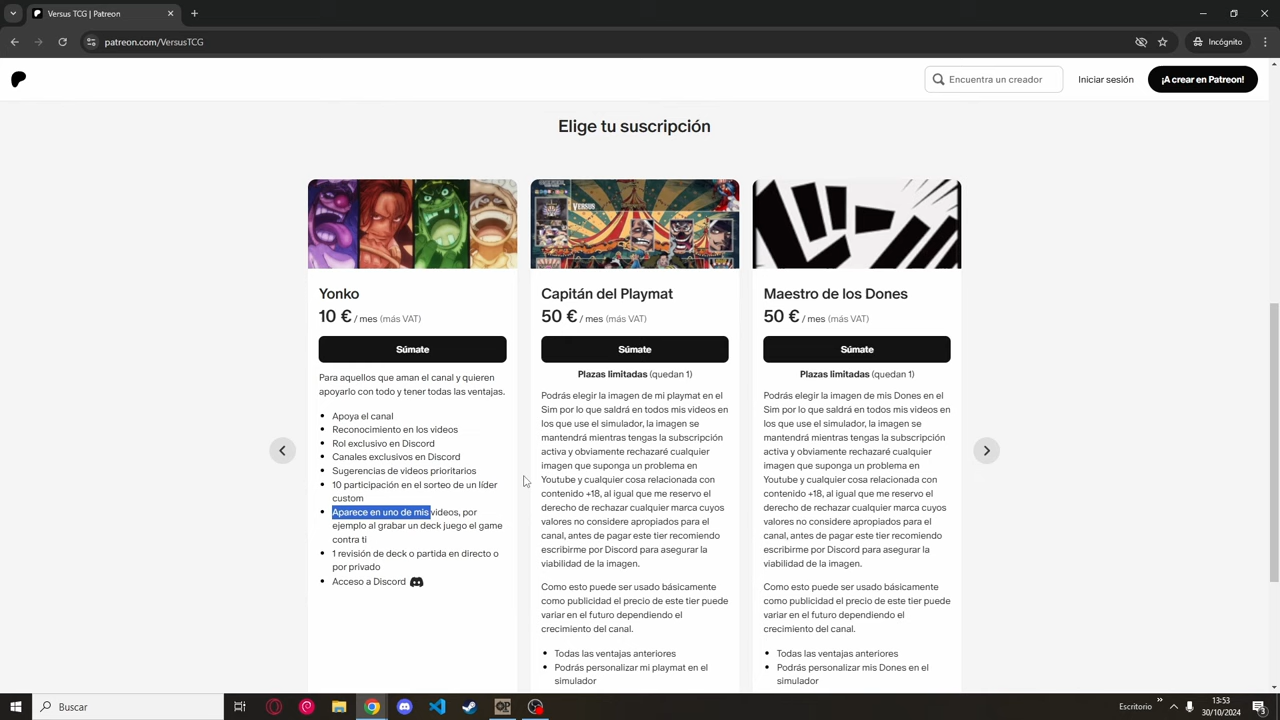 Versus TCG | Patreon
patreon.com/VersusTCG
Incógnito
Encuentra un creador
Iniciar sesión
¡A crear en Patreon!
Elige tu suscripción
Yonko
10 € / mes (más VAT)
Súmate
Para aquellos que aman el canal y quieren
apoyarlo con todo y tener todas las ventajas.
Apoya el canal
Reconocimiento en los videos
Rol exclusivo en Discord
Canales exclusivos en Discord
Sugerencias de videos prioritarios
10 participación en el sorteo de un líder
custom
Aparece en uno de mis videos, por
ejemplo al grabar un deck juego el game
contra ti
1 revisión de deck o partida en directo o
por privado
Acceso a Discord
VERSUS
Capitán del Playmat
50 € / mes (más VAT)
Súmate
Plazas limitadas (quedan 1)
Podrás elegir la imagen de mi playmat en el
Sim por lo que saldrá en todos mis videos en
los que use el simulador, la imagen se
mantendrá mientras tengas la subscripción
activa y obviamente rechazaré cualquier
imagen que suponga un problema en
Youtube y cualquier cosa relacionada con
contenido +18, al igual que me reservo el
derecho de rechazar cualquier marca cuyos
valores no considere apropiados para el
canal, antes de pagar este tier recomiendo
escribirme por Discord para asegurar la
viabilidad de la imagen.
Como esto puede ser usado básicamente
como publicidad el precio de este tier puede
variar en el futuro dependiendo el
crecimiento del canal.
Todas las ventajas anteriores
Podrás personalizar mi playmat en el
simulador
Maestro de los Dones
50 € / mes (más VAT)
Súmate
Plazas limitadas (quedan 1)
Podrás elegir la imagen de mis Dones en el
Sim por lo que saldrá en todos mis videos en
los que use el simulador, la imagen se
mantendrá mientras tengas la subscripción
activa y obviamente rechazaré cualquier
imagen que suponga un problema en
Youtube y cualquier cosa relacionada con
contenido +18, al igual que me reservo el
derecho de rechazar cualquier marca cuyos
valores no considere apropiados para el
canal, antes de pagar este tier recomiendo
escribirme por Discord para asegurar la
viabilidad de la imagen.
Como esto puede ser usado básicamente
como publicidad el precio de este tier puede
variar en el futuro dependiendo el
crecimiento del canal.
Todas las ventajas anteriores
Podrás personalizar mis Dones en el
simulador
Buscar
Escritorio
13:53
30/10/2024